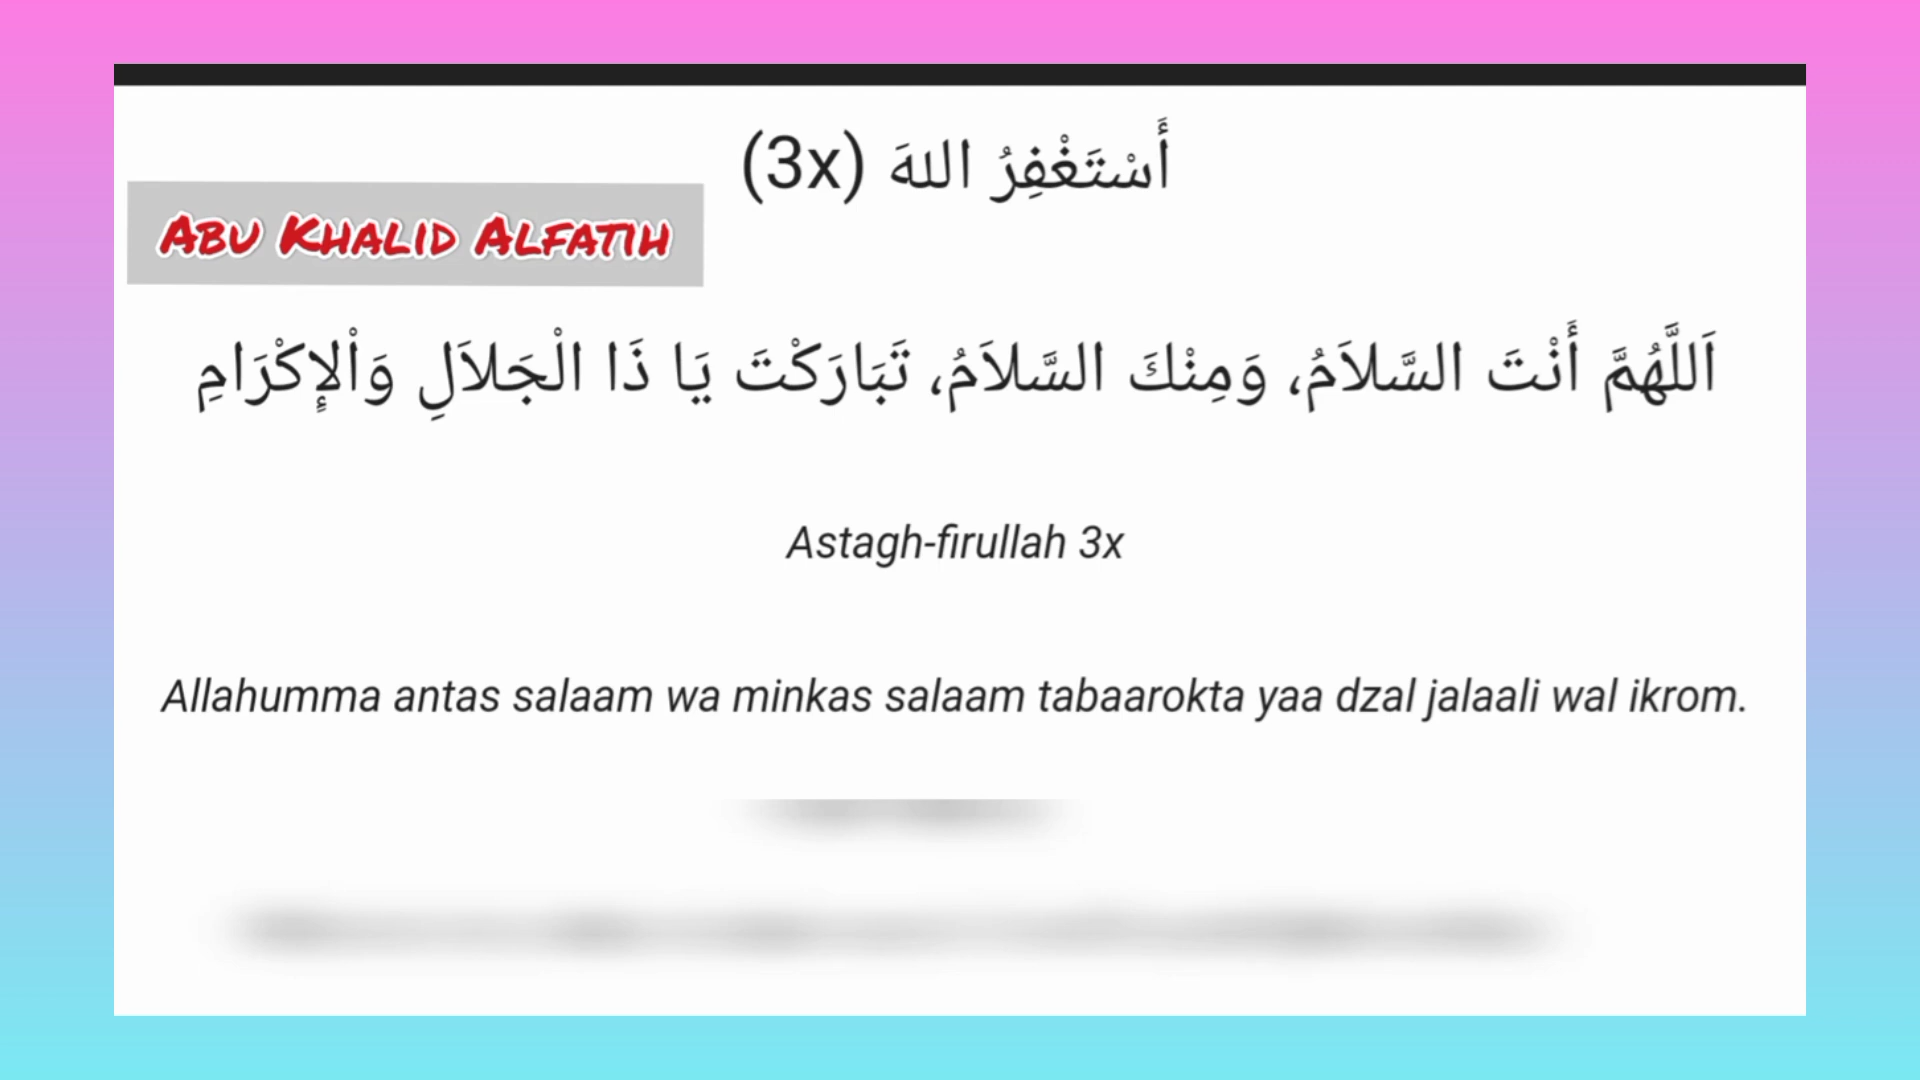 أَسْتَغْفِرُ اللهَ (3x)
Abu Khalid Alfatih
اَللَّهُمَّ أَنْتَ السَّلاَمُ، وَمِنْكَ السَّلاَمُ، تَبَارَكْتَ يَا ذَا الْجَلاَلِ وَاْلإِكْرَامِ
Astagh-firullah 3x
Allahumma antas salaam wa minkas salaam tabaarokta yaa dzal jalaali wal ikrom.